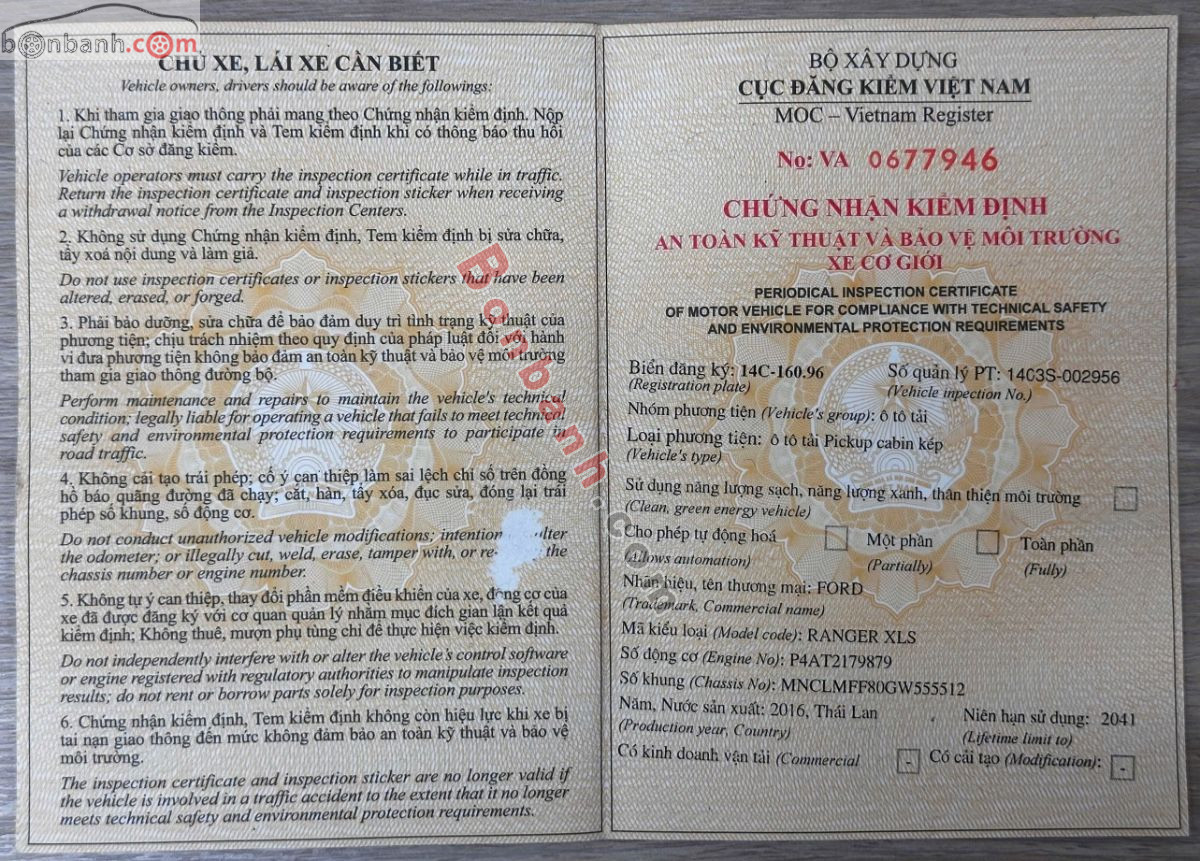 bonbanh.com
CHỦ XE, LÁI XE CẦN BIẾT
Vehicle owners, drivers should be aware of the followings:
1. Khi tham gia giao thông phải mang theo Chứng nhận kiểm định. Nộp
lại Chứng nhận kiểm định và Tem kiểm định khi có thông báo thu hồi
của các Cơ sở đăng kiểm.
Vehicle operators must carry the inspection certificate while in traffic.
Return the inspection certificate and inspection sticker when receiving
a withdrawal notice from the Inspection Centers.
2. Không sử dụng Chứng nhận kiểm định, Tem kiểm định bị sửa chữa,
tẩy xoá nội dung và làm giả.
Do not use inspection certificates or inspection stickers that have been
altered, erased, or forged.
3. Phải bảo dưỡng, sửa chữa để bảo đảm duy trì tình trạng kỹ thuật của
phương tiện; chịu trách nhiệm theo quy định của pháp luật đối với hành
vi đưa phương tiện không bảo đảm an toàn kỹ thuật và bảo vệ môi trường
tham gia giao thông đường bộ.
Perform maintenance and repairs to maintain the vehicle's technical
condition; legally liable for operating a vehicle that fails to meet technical
safety and environmental protection requirements to participate in
road traffic.
4. Không cải tạo trái phép; cố ý can thiệp làm sai lệch chỉ số trên đồng
hồ báo quãng đường đã chạy; cắt, hàn, tẩy xóa, đục sửa, đóng lại trái
phép số khung, số động cơ.
Do not conduct unauthorized vehicle modifications; intention alter
the odometer; or illegally cut, weld, erase, tamper with, or re- the
chassis number or engine number.
5. Không tự ý can thiệp, thay đổi phần mềm điều khiển của xe, động cơ của
xe đã được đăng ký với cơ quan quản lý nhằm mục đích gian lận kết quả
kiểm định; Không thuê, mượn phụ tùng chỉ để thực hiện việc kiểm định.
Do not independently interfere with or alter the vehicle's control software
or engine registered with regulatory authorities to manipulate inspection
results; do not rent or borrow parts solely for inspection purposes.
6. Chứng nhận kiểm định, Tem kiểm định không còn hiệu lực khi xe bị
tai nạn giao thông đến mức không đảm bảo an toàn kỹ thuật và bảo vệ
môi trường.
The inspection certificate and inspection sticker are no longer valid if
the vehicle is involved in a traffic accident to the extent that it no longer
meets technical safety and environmental protection requirements.
Bonbanh.com
BỘ XÂY DỰNG
CỤC ĐĂNG KIỂM VIỆT NAM
MOC – Vietnam Register
No: VA 0677946
CHỨNG NHẬN KIỂM ĐỊNH
AN TOÀN KỸ THUẬT VÀ BẢO VỆ MÔI TRƯỜNG
XE CƠ GIỚI
PERIODICAL INSPECTION CERTIFICATE
OF MOTOR VEHICLE FOR COMPLIANCE WITH TECHNICAL SAFETY
AND ENVIRONMENTAL PROTECTION REQUIREMENTS
Biển đăng ký: 14C-160.96 Số quản lý PT: 1403S-002956
(Registration plate) (Vehicle inpection No.)
Nhóm phương tiện (Vehicle's group): ô tô tải
Loại phương tiện: ô tô tải Pickup cabin kép
(Vehicle's type)
Sử dụng năng lượng sạch, năng lượng xanh, thân thiện môi trường
(Clean, green energy vehicle)
Cho phép tự động hoá Một phần Toàn phần
(Allows automation) (Partially) (Fully)
Nhãn hiệu, tên thương mại: FORD
(Trademark, Commercial name)
Mã kiểu loại (Model code): RANGER XLS
Số động cơ (Engine No): P4AT2179879
Số khung (Chassis No): MNCLMFF80GW555512
Năm, Nước sản xuất: 2016, Thái Lan Niên hạn sử dụng: 2041
(Production year, Country) (Lifetime limit to)
Có kinh doanh vận tải (Commercial - Có cải tạo (Modification): -